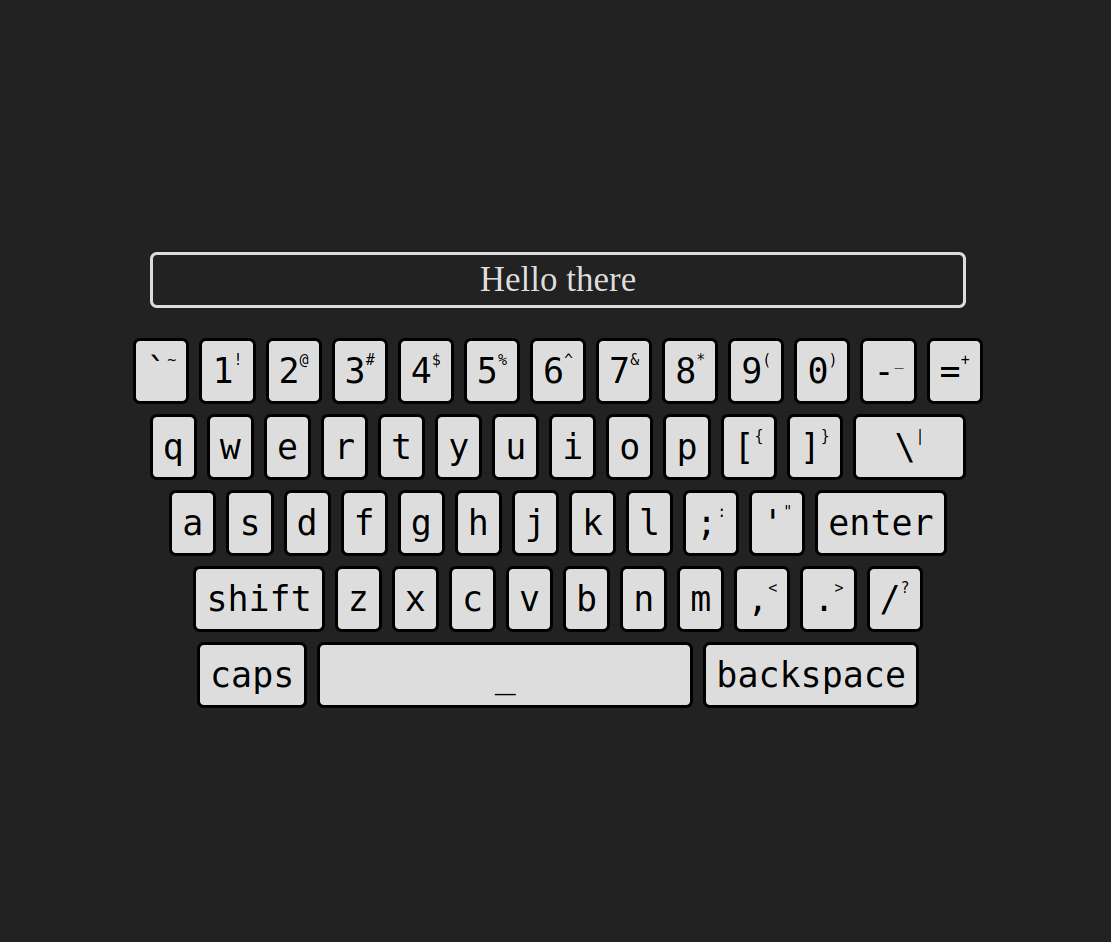 Hello there
`~ 1! 2@ 3# 4$ 5% 6^ 7& 8* 9( 0) -_ =+
q w e r t y u i o p [{ ]} \|
a s d f g h j k l ;: '" enter
shift z x c v b n m ,< .> /?
caps _ backspace